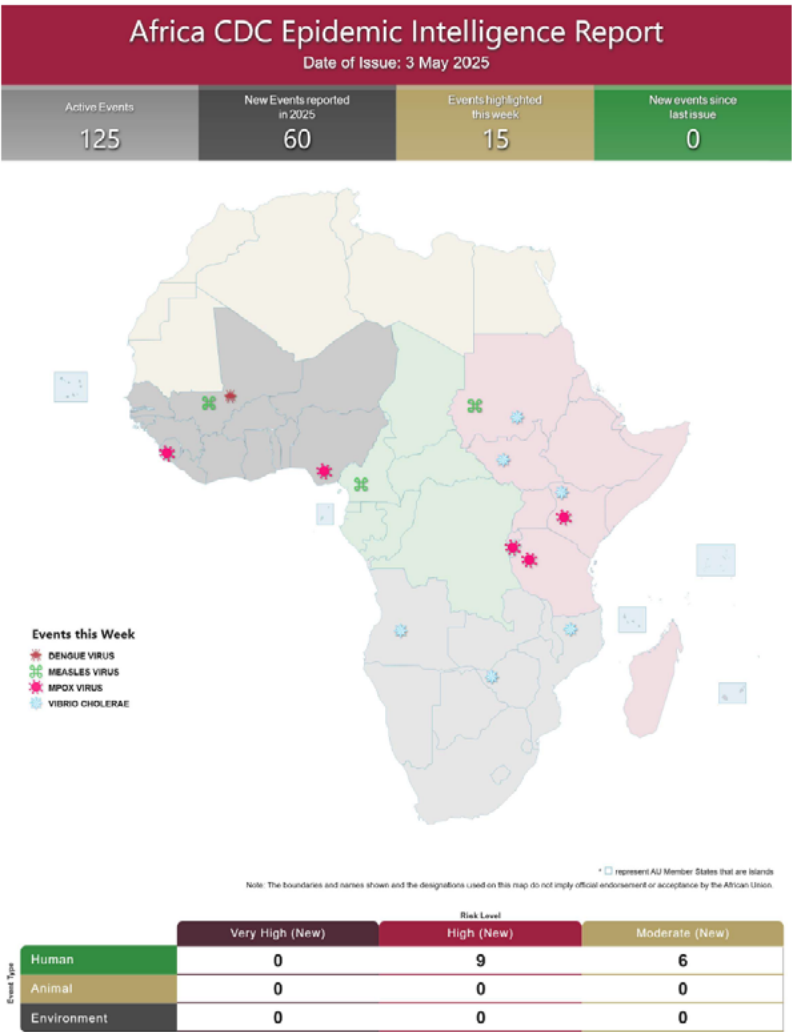 Africa CDC Epidemic Intelligence Report
Date of Issue: 3 May 2025
Active Events
125
New Events reported
in 2025
60
Events highlighted
this week
15
New events since
last issue
0
Events this Week
DENGUE VIRUS
MEASLES VIRUS
MPOX VIRUS
VIBRIO CHOLERAE
* represent AU Member States that are islands
Note: The boundaries and names shown and the designations used on this map do not imply official endorsement or acceptance by the African Union.
Risk Level
Very High (New) High (New) Moderate (New)
Event Type
Human 0 9 6
Animal 0 0 0
Environment 0 0 0